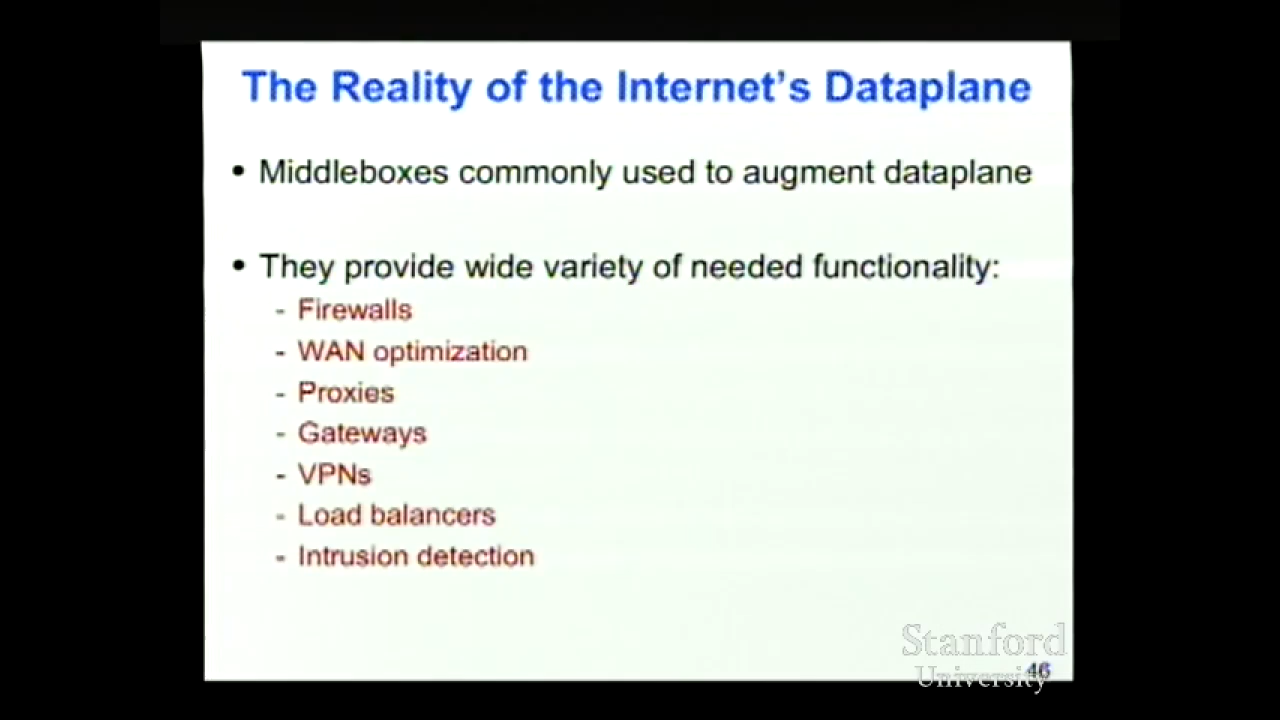 The Reality of the Internet's Dataplane
• Middleboxes commonly used to augment dataplane
• They provide wide variety of needed functionality:
- Firewalls
- WAN optimization
- Proxies
- Gateways
- VPNs
- Load balancers
- Intrusion detection
Stanford
University
46